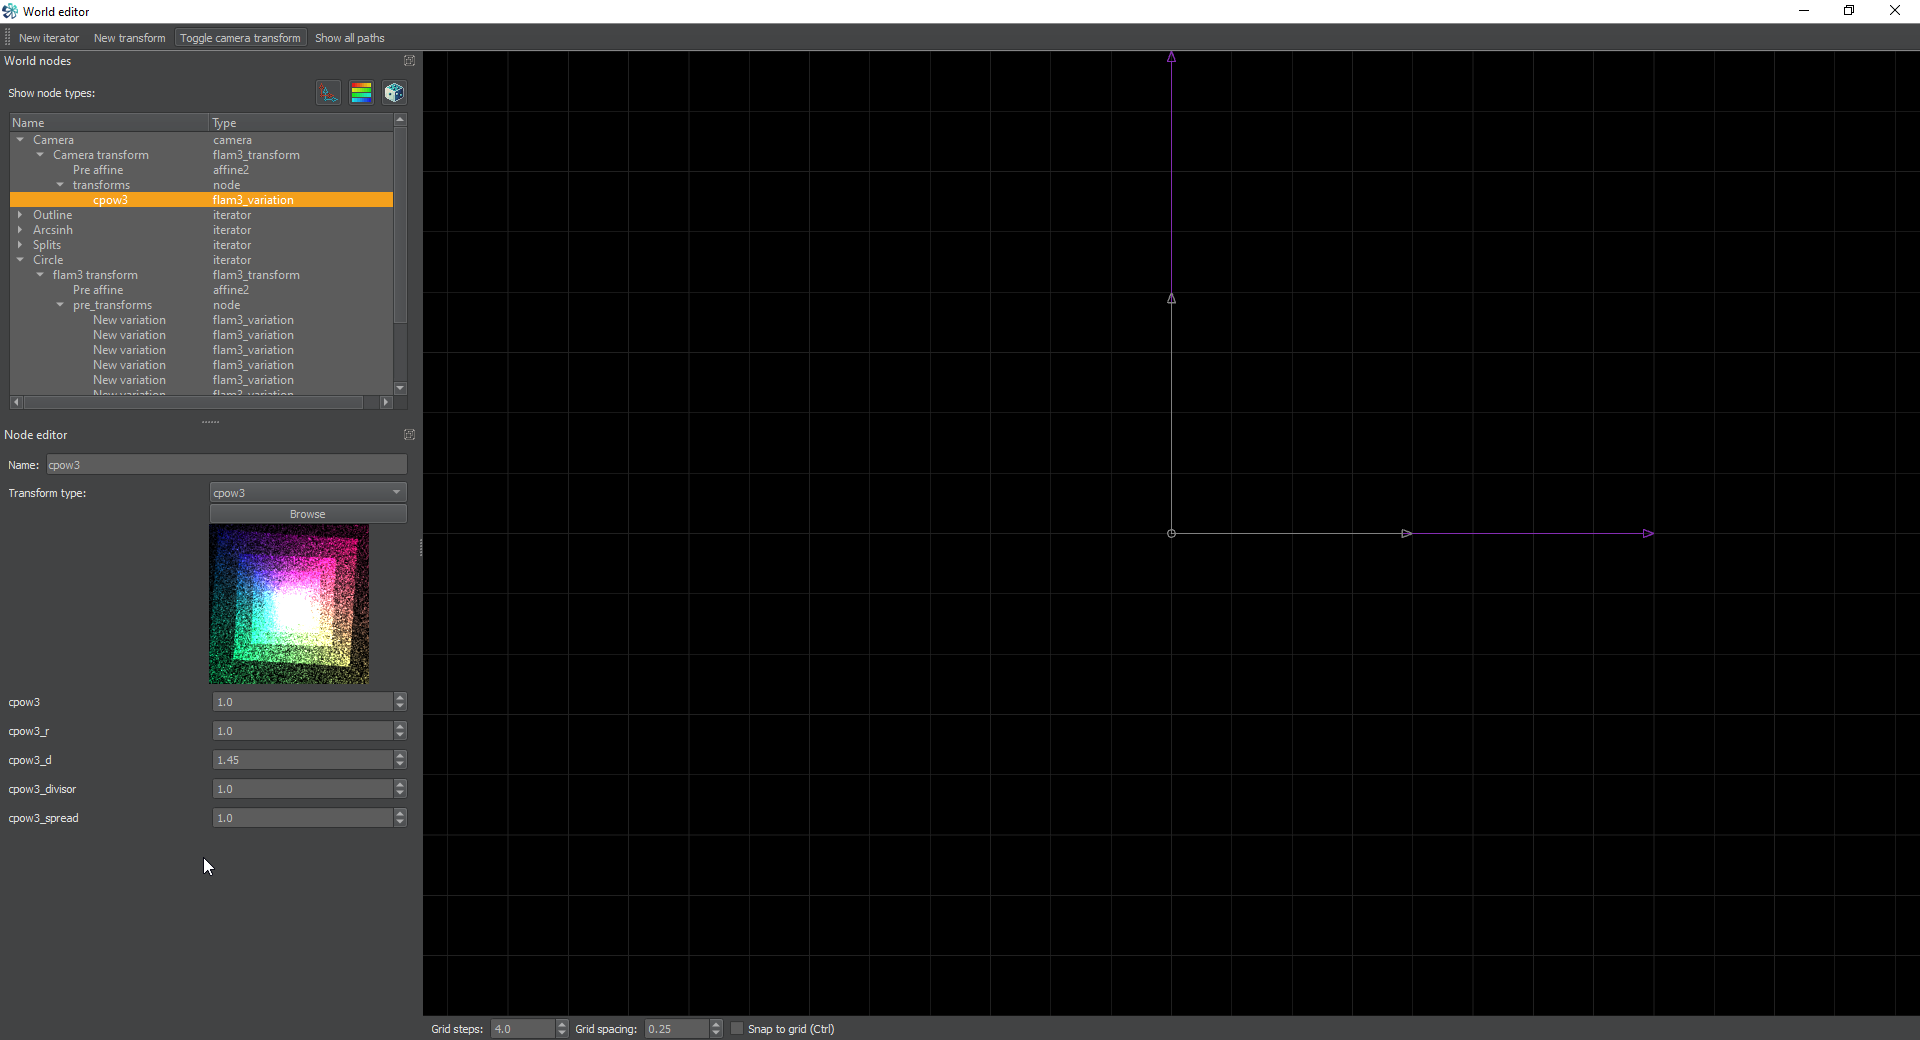 World editor
New iterator New transform Toggle camera transform Show all paths
World nodes
Show node types:
Name Type
Camera camera
Camera transform flam3_transform
Pre affine affine2
transforms node
cpow3 flam3_variation
Outline iterator
Arcsinh iterator
Splits iterator
Circle iterator
flam3 transform flam3_transform
Pre affine affine2
pre_transforms node
New variation flam3_variation
New variation flam3_variation
New variation flam3_variation
New variation flam3_variation
New variation flam3_variation
New variation flam3_variation
Node editor
Name: cpow3
Transform type: cpow3
Browse
cpow3 1.0
cpow3_r 1.0
cpow3_d 1.45
cpow3_divisor 1.0
cpow3_spread 1.0
Grid steps: 4.0 Grid spacing: 0.25 Snap to grid (Ctrl)